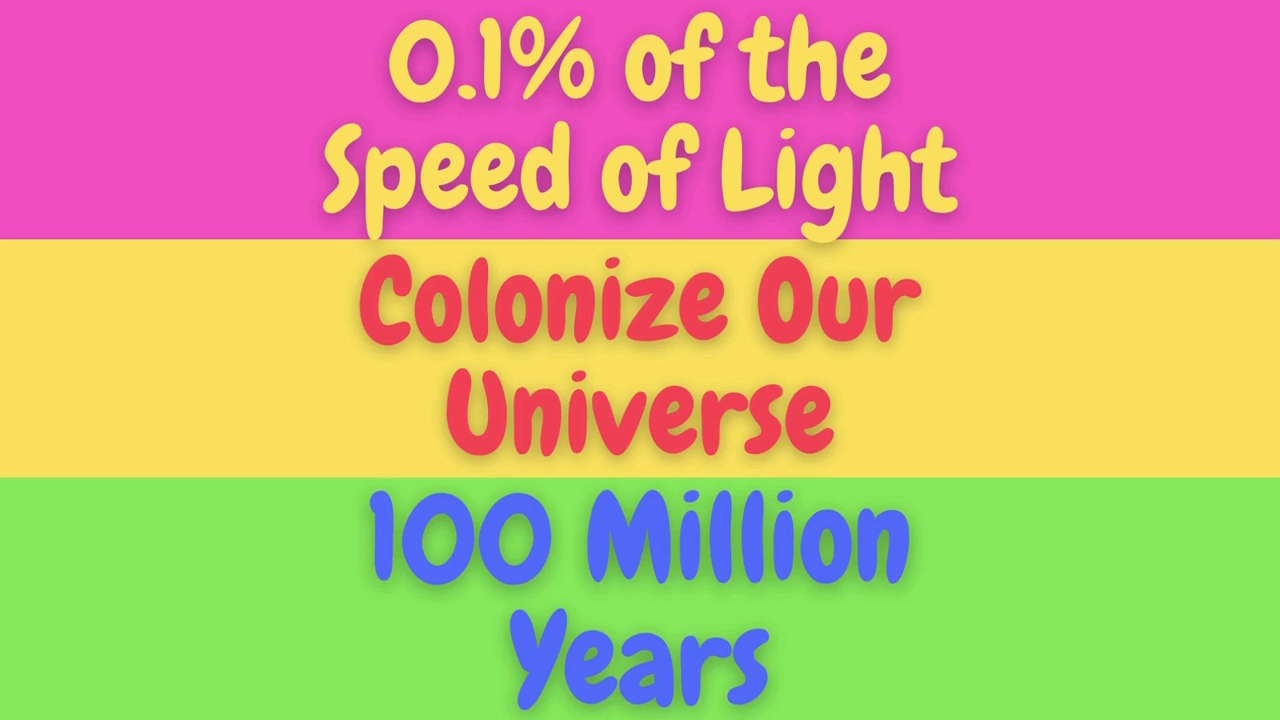 0.1% of the
Speed of Light
Colonize Our
Universe
100 Million
Years